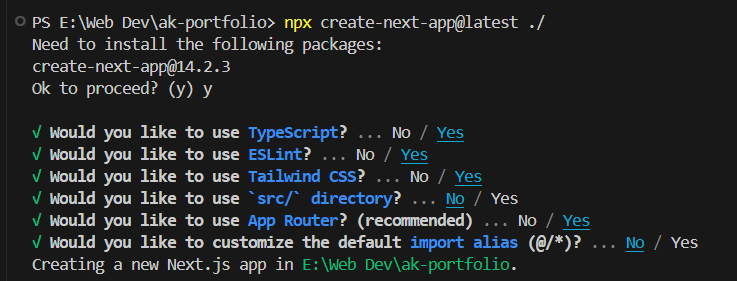 PS E:\Web Dev\ak-portfolio> npx create-next-app@latest ./
Need to install the following packages:
create-next-app@14.2.3
Ok to proceed? (y) y
√ Would you like to use TypeScript? ... No / Yes
√ Would you like to use ESLint? ... No / Yes
√ Would you like to use Tailwind CSS? ... No / Yes
√ Would you like to use `src/` directory? ... No / Yes
√ Would you like to use App Router? (recommended) ... No / Yes
√ Would you like to customize the default import alias (@/*)? ... No / Yes
Creating a new Next.js app in E:\Web Dev\ak-portfolio.